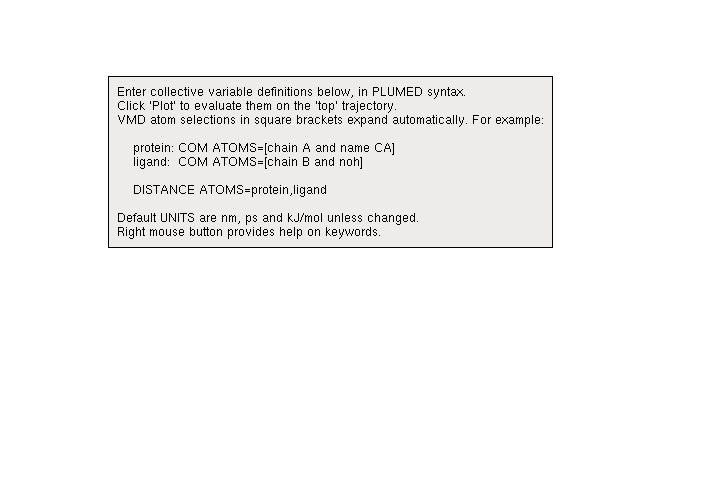 Enter collective variable definitions below, in PLUMED syntax.
Click 'Plot' to evaluate them on the 'top' trajectory.
VMD atom selections in square brackets expand automatically. For example:
protein: COM ATOMS=[chain A and name CA]
ligand:  COM ATOMS=[chain B and noh]
DISTANCE ATOMS=protein,ligand
Default UNITS are nm, ps and kJ/mol unless changed.
Right mouse button provides help on keywords.